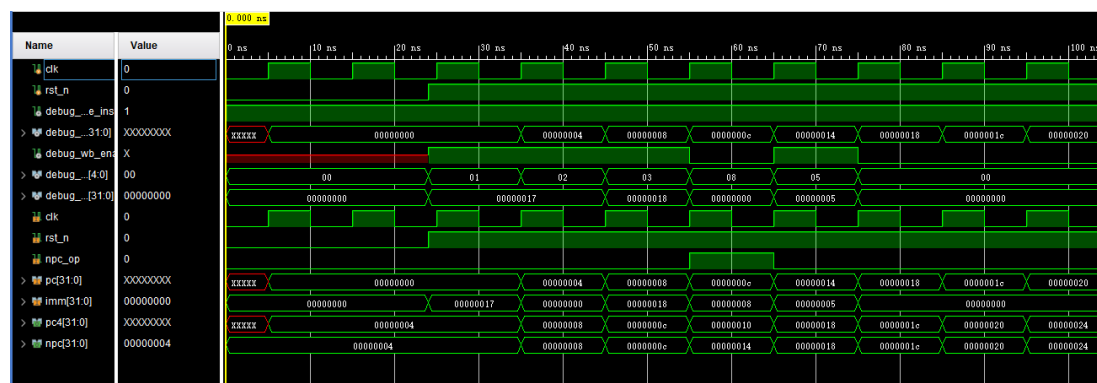 0.000 ns
Name Value 0 ns 10 ns 20 ns 30 ns 40 ns 50 ns 60 ns 70 ns 80 ns 90 ns 100 ns
clk 0
rst_n 0
debug_...e_ins 1
debug_...31:0] XXXXXXXX XXXXX 00000000 00000004 00000008 0000000c 00000014 00000018 0000001c 00000020
debug_wb_ena X
debug_...[4:0] 00 00 01 02 03 08 05 00
debug_...[31:0] 00000000 00000000 00000017 00000018 00000000 00000005 00000000
clk 0
rst_n 0
npc_op 0
pc[31:0] XXXXXXXX XXXXX 00000000 00000004 00000008 0000000c 00000014 00000018 0000001c 00000020
imm[31:0] 00000000 00000000 00000017 00000000 00000018 00000008 00000005 00000000
pc4[31:0] XXXXXXXX XXXXX 00000004 00000008 0000000c 00000010 00000018 0000001c 00000020 00000024
npc[31:0] 00000004 00000004 00000008 0000000c 00000014 00000018 0000001c 00000020 00000024